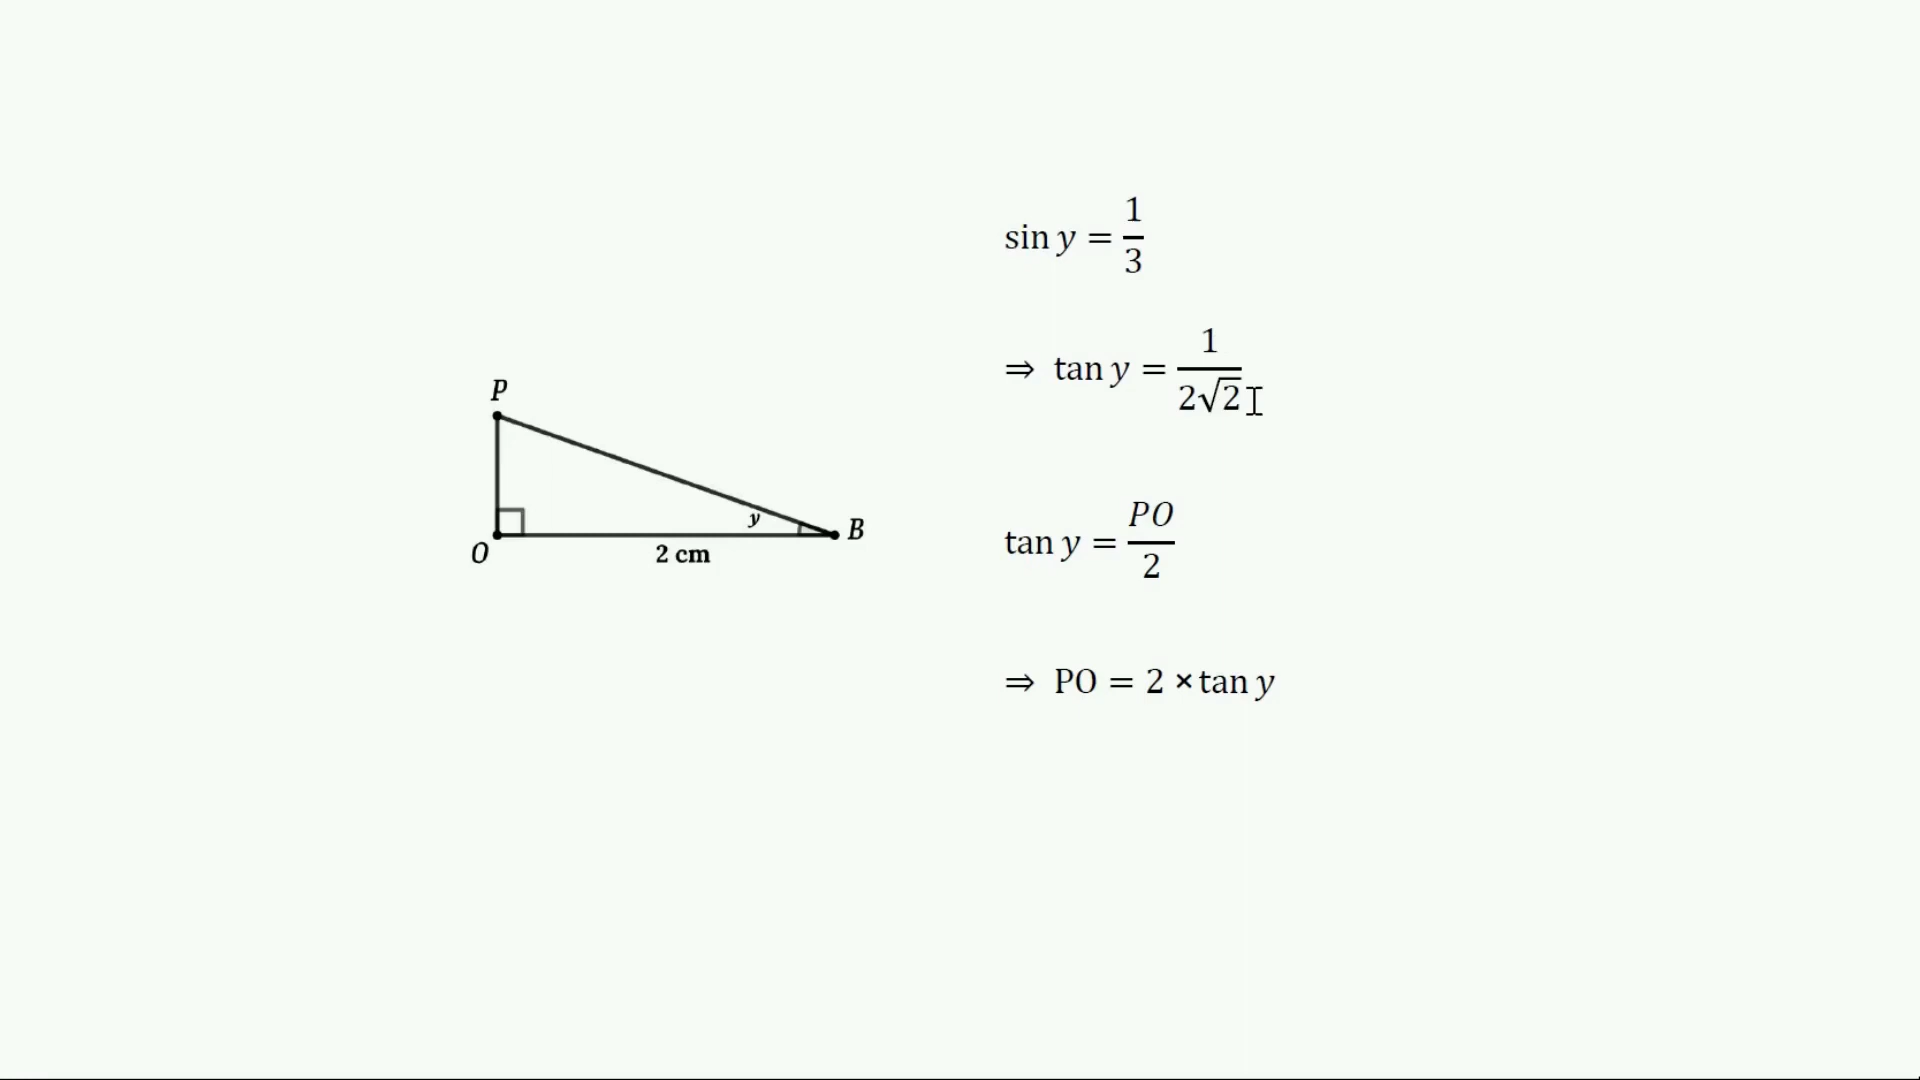 sin y = 1/3
⇒ tan y = 1/(2√2)
P
y
B
O
2 cm
tan y = PO/2
⇒ PO = 2 × tan y